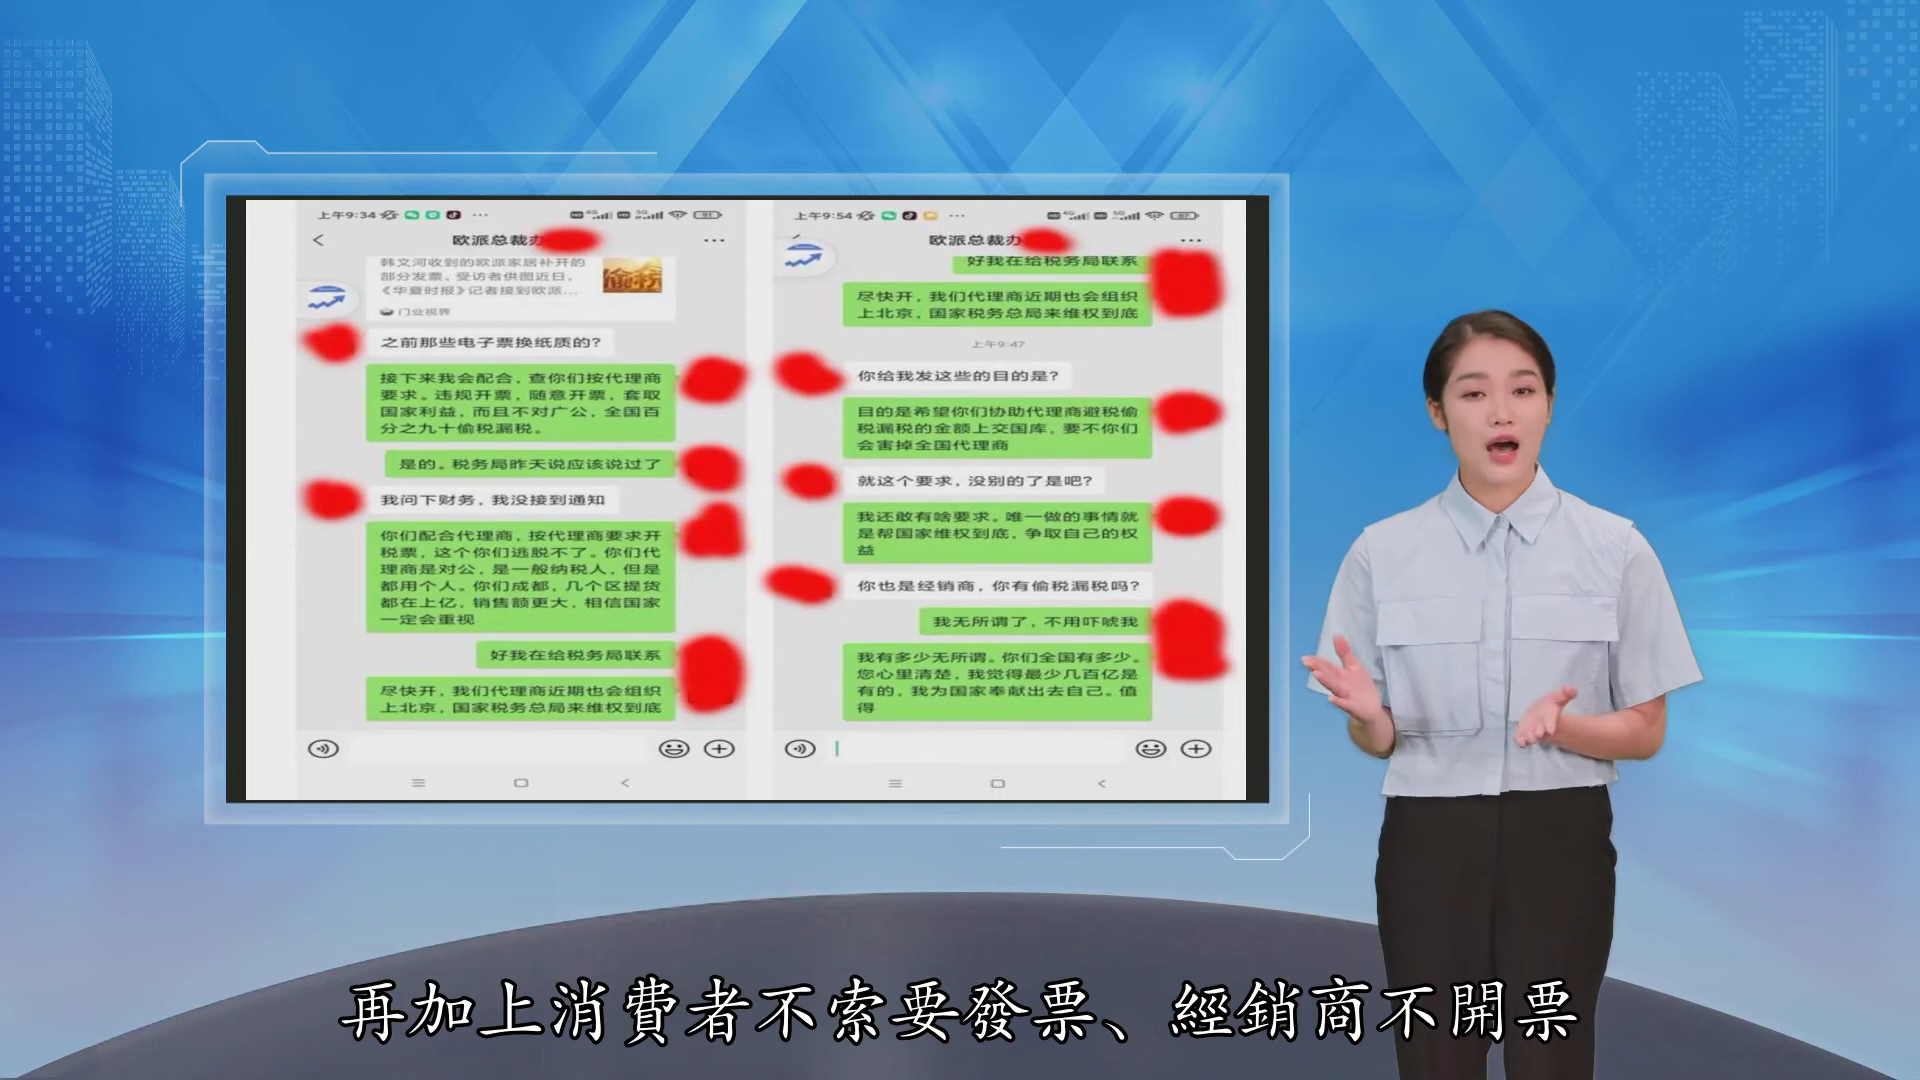 上午9:34
欧派总裁办
韩文河收到的欧派家居补开的
部分发票。受访者供图近日，
《华夏时报》记者接到欧派...
门业视界
之前那些电子票换纸质的？
接下来我会配合，查你们按代理商
要求。违规开票，随意开票，套取
国家利益，而且不对广公，全国百
分之九十偷税漏税。
是的。税务局昨天说应该说过了
我问下财务，我没接到通知
你们配合代理商，按代理商要求开
税票，这个你们逃脱不了。你们代
理商是对公，是一般纳税人，但是
都用个人。你们成都，几个区提货
都在上亿，销售额更大，相信国家
一定会重视
好我在给税务局联系
尽快开，我们代理商近期也会组织
上北京，国家税务总局来维权到底
上午9:54
欧派总裁办
好我在给税务局联系
尽快开，我们代理商近期也会组织
上北京，国家税务总局来维权到底
上午9:47
你给我发这些的目的是？
目的是希望你们协助代理商避税偷
税漏税的金额上交国库，要不你们
会害掉全国代理商
就这个要求，没别的了是吧？
我还敢有啥要求。唯一做的事情就
是帮国家维权到底，争取自己的权
益
你也是经销商，你有偷税漏税吗？
我无所谓了，不用吓唬我
我有多少无所谓。你们全国有多少。
您心里清楚，我觉得最少几百亿是
有的，我为国家奉献出去自己。值
得
再加上消費者不索要發票、經銷商不開票